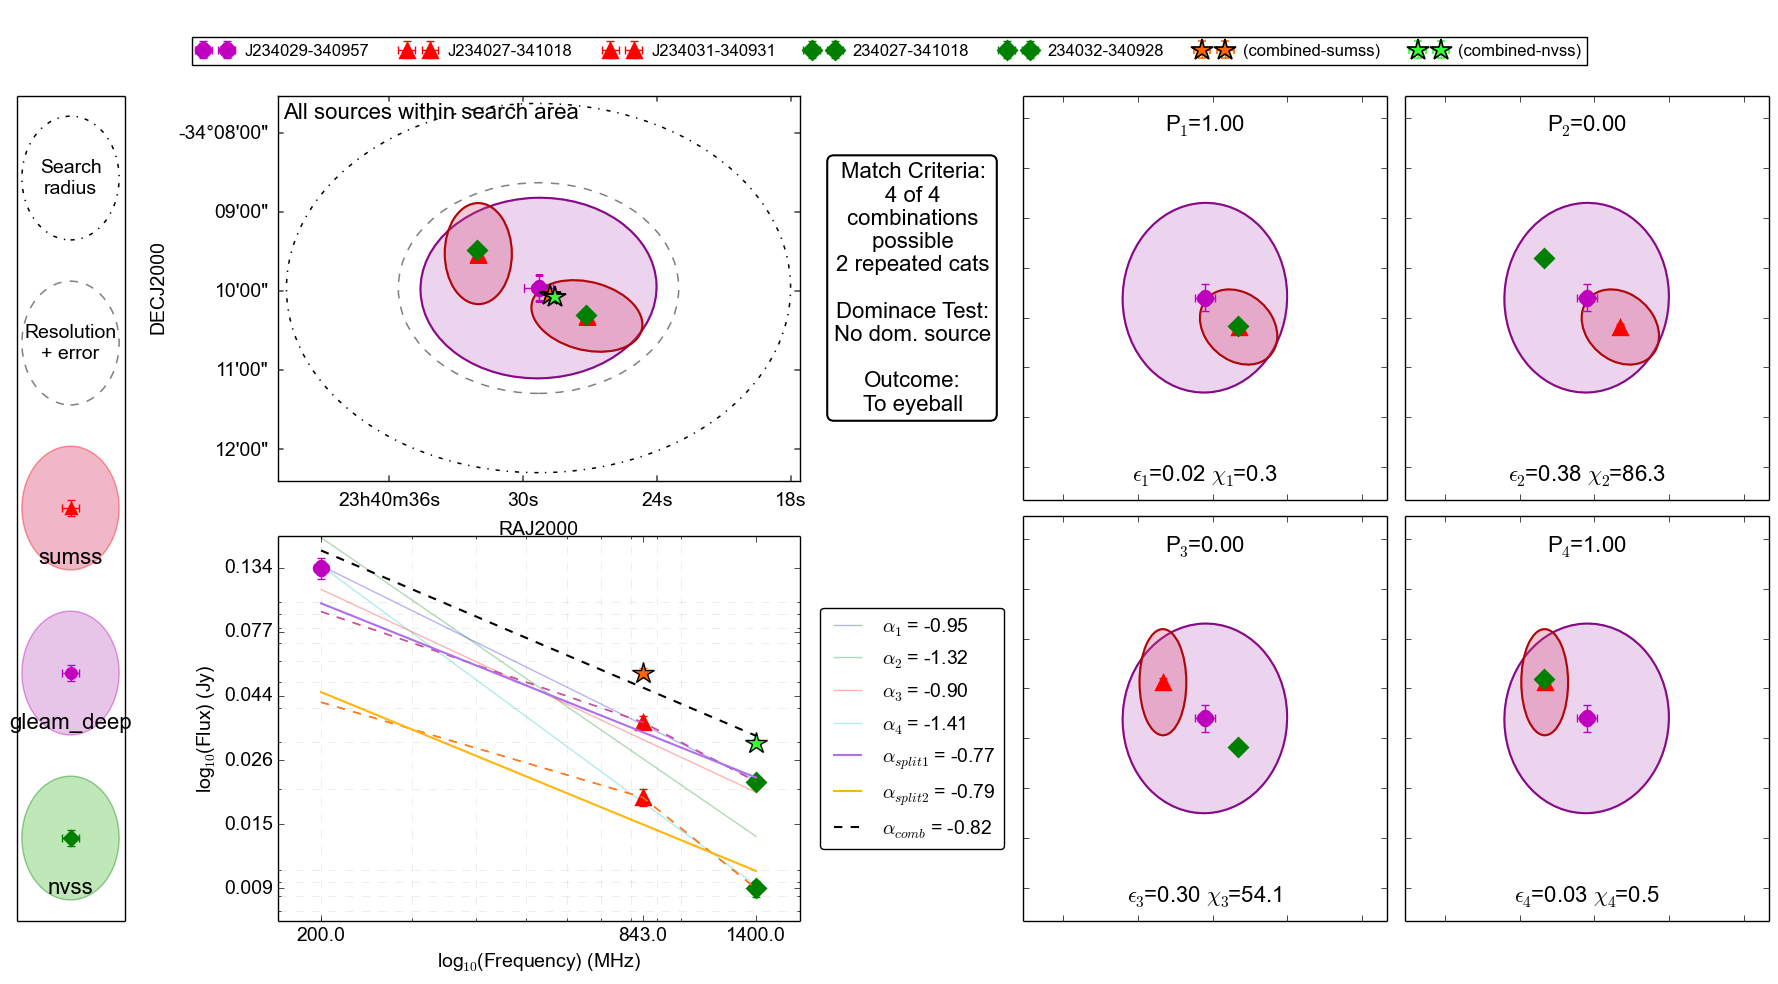 J234029-340957 J234027-341018 J234031-340931 234027-341018 234032-340928 (combined-sumss) (combined-nvss)
Search
radius
Resolution
+ error
sumss
gleam_deep
nvss
All sources within search area
-34°08'00"
09'00"
10'00"
11'00"
12'00"
DECJ2000
23h40m36s 30s 24s 18s
RAJ2000
Match Criteria:
4 of 4
combinations
possible
2 repeated cats
Dominace Test:
No dom. source
Outcome:
To eyeball
P1=1.00
ϵ1=0.02 χ1=0.3
P2=0.00
ϵ2=0.38 χ2=86.3
0.134
0.077
0.044
0.026
0.015
0.009
log10(Flux) (Jy)
200.0 843.0 1400.0
log10(Frequency) (MHz)
α1 = -0.95
α2 = -1.32
α3 = -0.90
α4 = -1.41
αsplit1 = -0.77
αsplit2 = -0.79
αcomb = -0.82
P3=0.00
ϵ3=0.30 χ3=54.1
P4=1.00
ϵ4=0.03 χ4=0.5